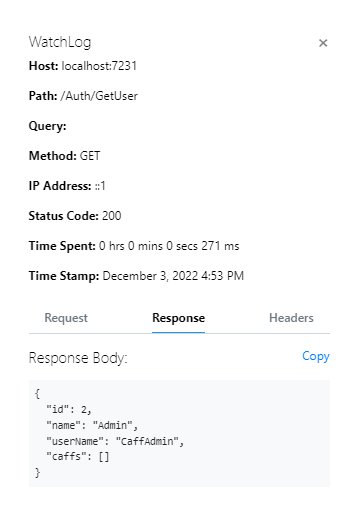 WatchLog ×
Host: localhost:7231
Path: /Auth/GetUser
Query:
Method: GET
IP Address: ::1
Status Code: 200
Time Spent: 0 hrs 0 mins 0 secs 271 ms
Time Stamp: December 3, 2022 4:53 PM
Request Response Headers
Response Body: Copy
{
  "id": 2,
  "name": "Admin",
  "userName": "CaffAdmin",
  "caffs": []
}